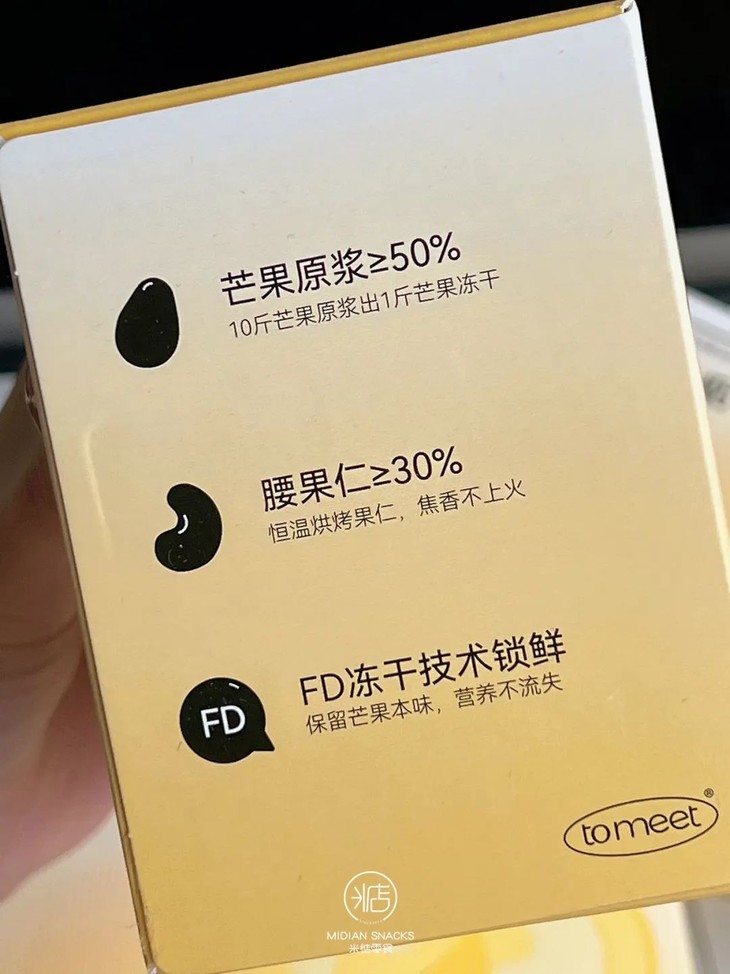 芒果原浆≥50%
10斤芒果原浆出1斤芒果冻干
腰果仁≥30%
恒温烘烤果仁，焦香不上火
FD冻干技术锁鲜
FD
保留芒果本味，营养不流失
tomeet®
米店
MIDIAN SNACKS
米惦零食